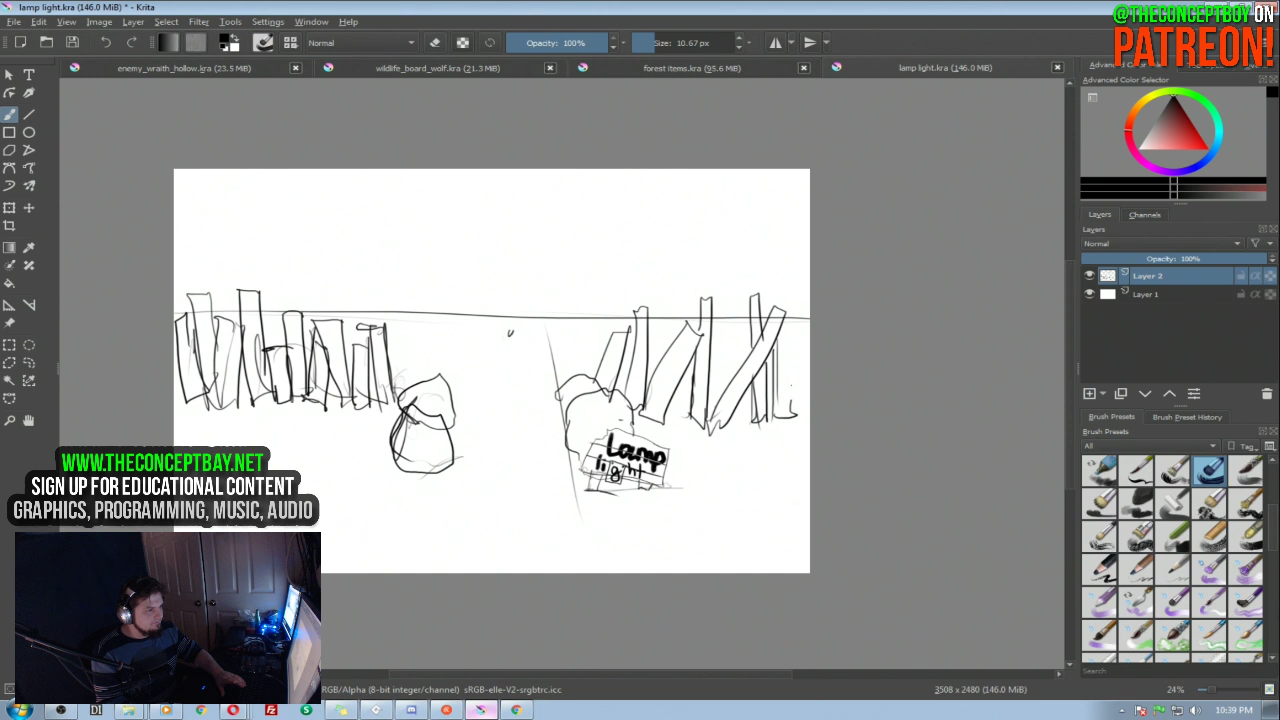 lamp light.kra (146.0 MiB) * - Krita
@THECONCEPTBOY ON
PATREON!
File Edit View Image Layer Select Filter Tools Settings Window Help
Normal
Opacity: 100%
Size: 10.67 px
enemy_wraith_hollow.kra (23.5 MiB)
wildlife_board_wolf.kra (21.3 MiB)
forest items.kra (95.6 MiB)
lamp light.kra (146.0 MiB)
Advanced Color Selector
Layers Channels
Layers
Normal
Opacity: 100%
Layer 2
Layer 1
Brush Presets Brush Preset History
Brush Presets
All
Tag
Search
Lamp
light
WWW.THECONCEPTBAY.NET
SIGN UP FOR EDUCATIONAL CONTENT
GRAPHICS, PROGRAMMING, MUSIC, AUDIO
RGB/Alpha (8-bit integer/channel) sRGB-elle-V2-srgbtrc.icc
3508 x 2480 (146.0 MiB)
24%
10:39 PM